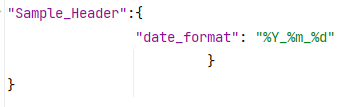 "Sample_Header":{
"date_format": "%Y_%m_%d"
}
}